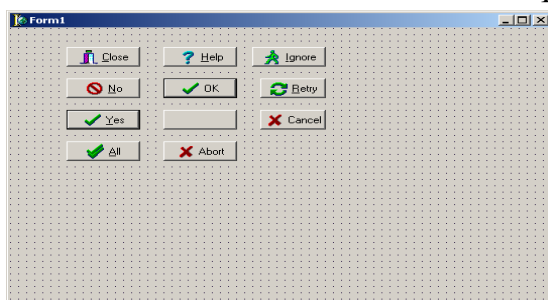 Form1
Close Help Ignore
No OK Retry
Yes Cancel
All Abort